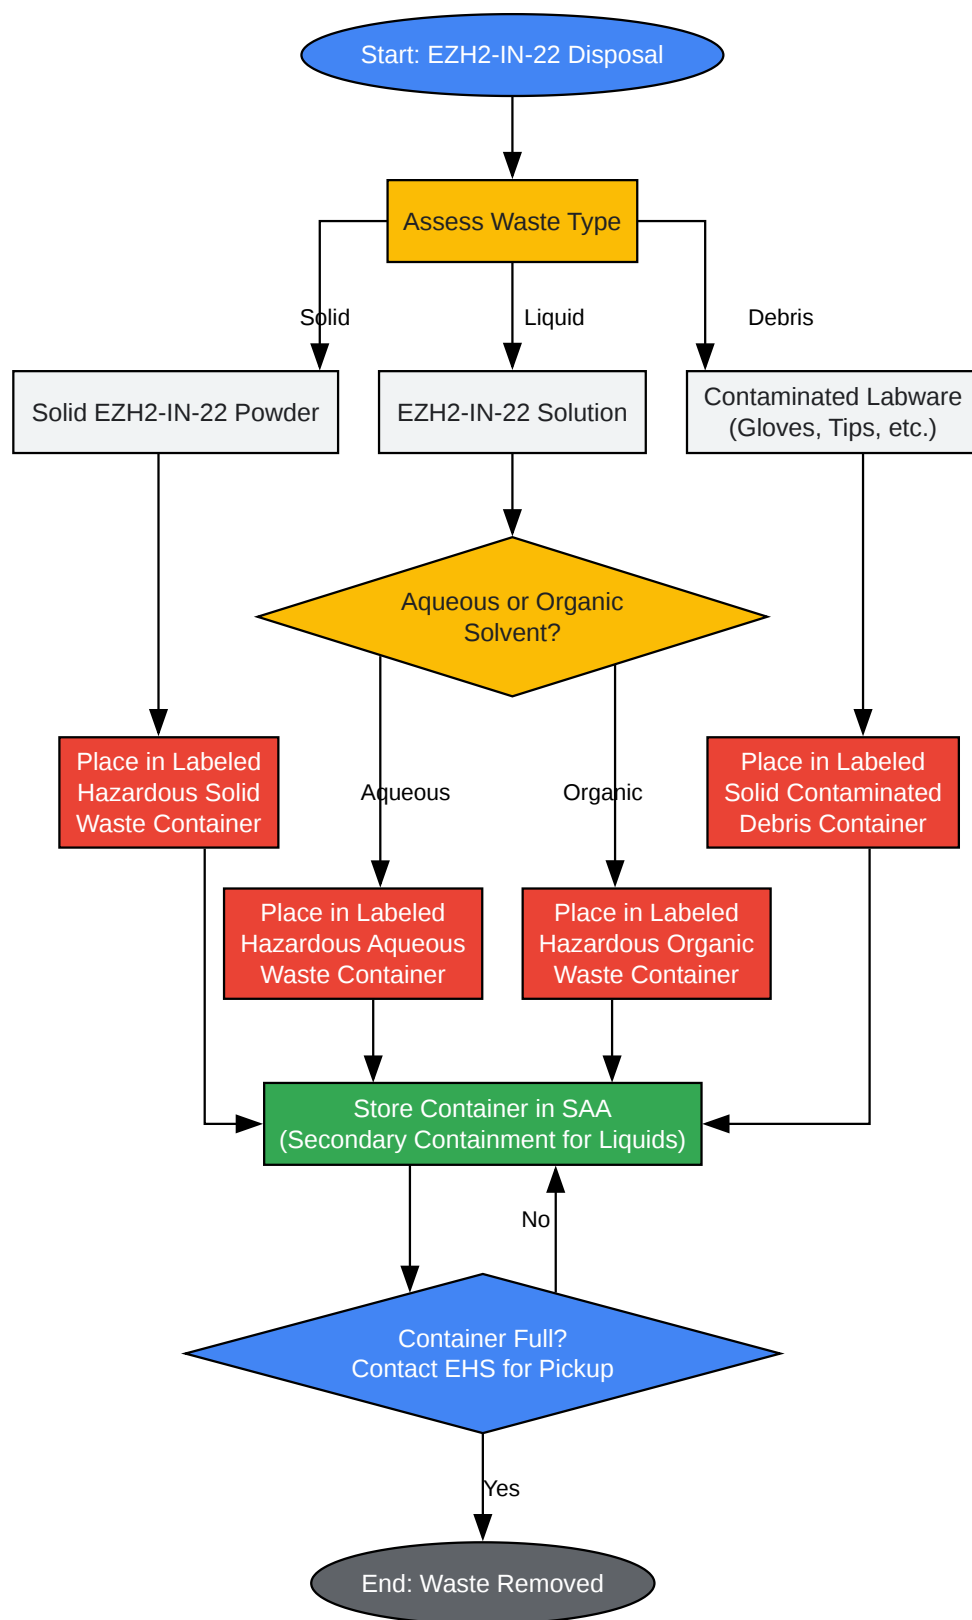 Start: EZH2-IN-22 Disposal
Assess Waste Type
Solid
Liquid
Debris
Solid EZH2-IN-22 Powder
EZH2-IN-22 Solution
Contaminated Labware
(Gloves, Tips, etc.)
Aqueous or Organic
Solvent?
Place in Labeled
Hazardous Solid
Waste Container
Aqueous
Organic
Place in Labeled
Solid Contaminated
Debris Container
Place in Labeled
Hazardous Aqueous
Waste Container
Place in Labeled
Hazardous Organic
Waste Container
Store Container in SAA
(Secondary Containment for Liquids)
No
Container Full?
Contact EHS for Pickup
Yes
End: Waste Removed